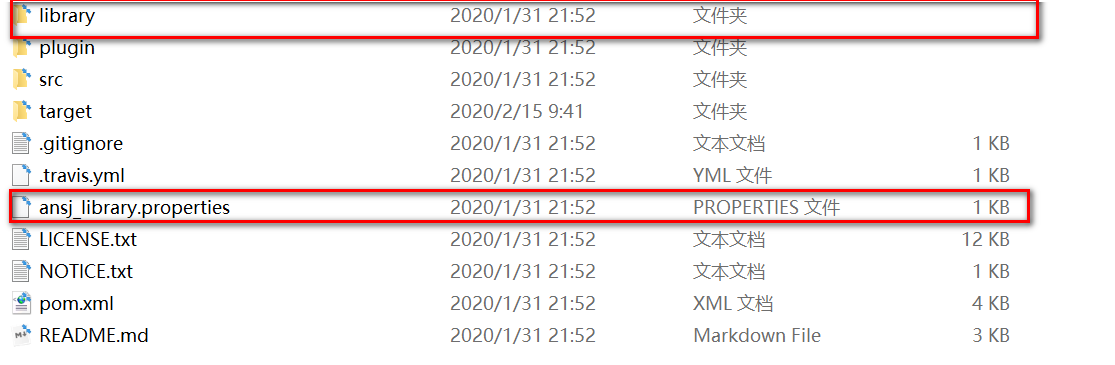 library 2020/1/31 21:52 文件夹
plugin 2020/1/31 21:52 文件夹
src 2020/1/31 21:52 文件夹
target 2020/2/15 9:41 文件夹
.gitignore 2020/1/31 21:52 文本文档 1 KB
.travis.yml 2020/1/31 21:52 YML 文件 1 KB
ansj_library.properties 2020/1/31 21:52 PROPERTIES 文件 1 KB
LICENSE.txt 2020/1/31 21:52 文本文档 12 KB
NOTICE.txt 2020/1/31 21:52 文本文档 1 KB
pom.xml 2020/1/31 21:52 XML 文档 4 KB
README.md 2020/1/31 21:52 Markdown File 3 KB